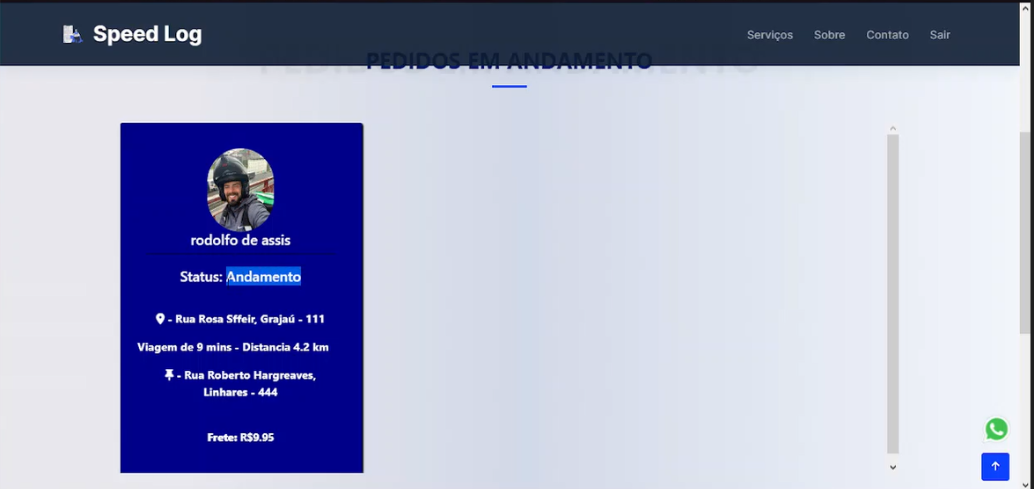 Speed Log
Serviços
Sobre
Contato
Sair
PEDIDOS EM ANDAMENTO
rodolfo de assis
Status: Andamento
- Rua Rosa Sffeir, Grajaú - 111
Viagem de 9 mins - Distancia 4.2 km
- Rua Roberto Hargreaves,
Linhares - 444
Frete: R$9.95